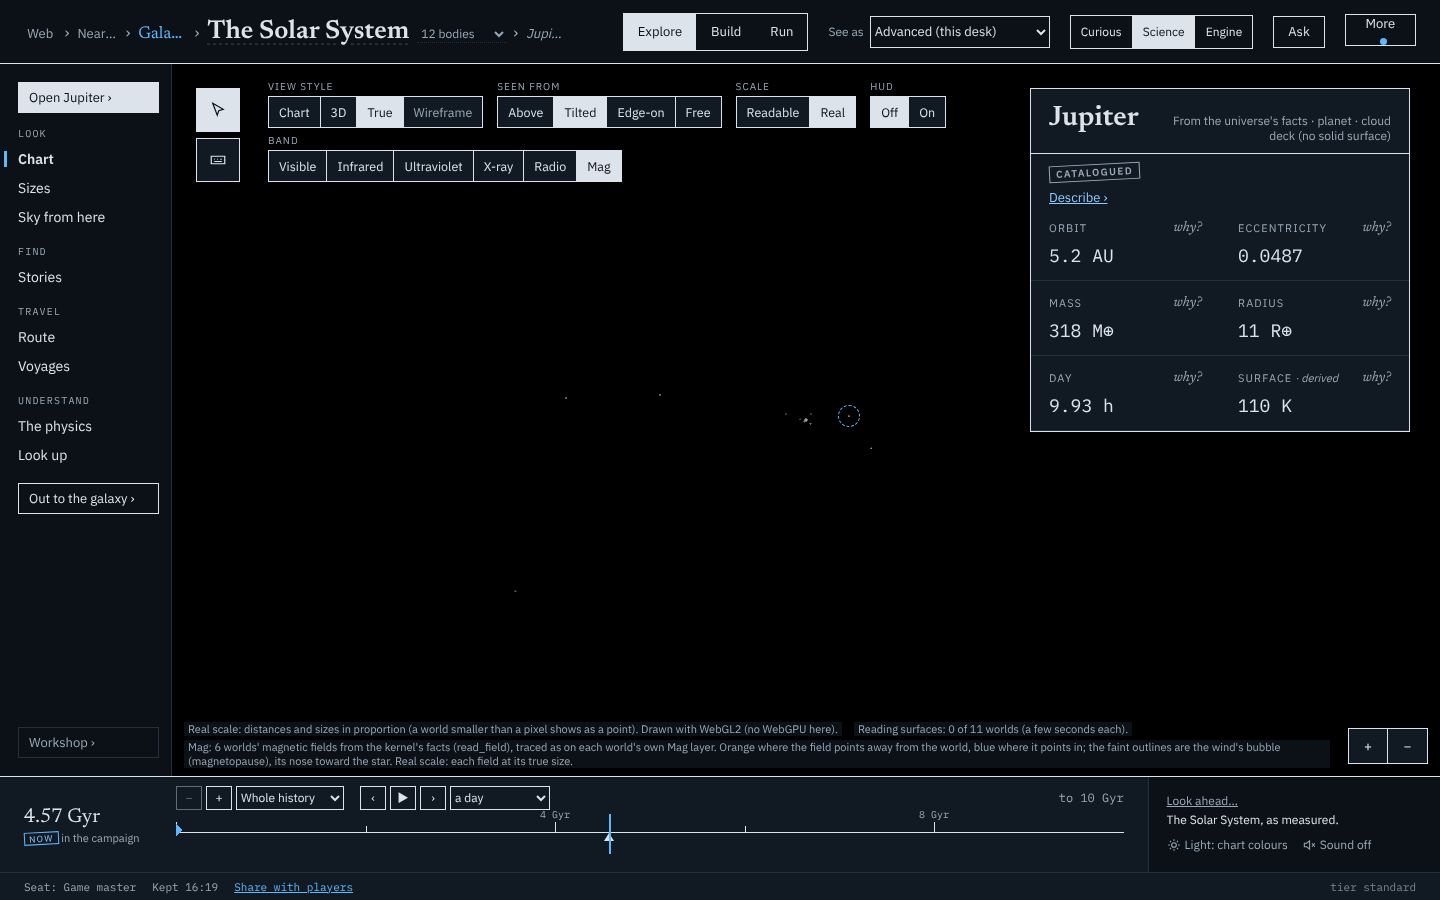 Web › Near... › Gala... › The Solar System 12 bodies › Jupi...
Explore Build Run
See as Advanced (this desk)
Curious Science Engine
Ask
More
Open Jupiter ›
LOOK
Chart
Sizes
Sky from here
FIND
Stories
TRAVEL
Route
Voyages
UNDERSTAND
The physics
Look up
Out to the galaxy ›
Workshop ›
VIEW STYLE
Chart 3D True Wireframe
SEEN FROM
Above Tilted Edge-on Free
SCALE
Readable Real
HUD
Off On
BAND
Visible Infrared Ultraviolet X-ray Radio Mag
Jupiter
From the universe's facts · planet · cloud
deck (no solid surface)
CATALOGUED
Describe ›
ORBIT why? ECCENTRICITY why?
5.2 AU 0.0487
MASS why? RADIUS why?
318 M⊕ 11 R⊕
DAY why? SURFACE · derived why?
9.93 h 110 K
Real scale: distances and sizes in proportion (a world smaller than a pixel shows as a point). Drawn with WebGL2 (no WebGPU here). Reading surfaces: 0 of 11 worlds (a few seconds each).
Mag: 6 worlds' magnetic fields from the kernel's facts (read_field), traced as on each world's own Mag layer. Orange where the field points away from the world, blue where it points in; the faint outlines are the wind's bubble
(magnetopause), its nose toward the star. Real scale: each field at its true size.
+ −
4.57 Gyr
NOW in the campaign
− + Whole history ‹ ▶ › a day
to 10 Gyr
4 Gyr 8 Gyr
Look ahead...
The Solar System, as measured.
Light: chart colours Sound off
Seat: Game master Kept 16:19 Share with players
tier standard